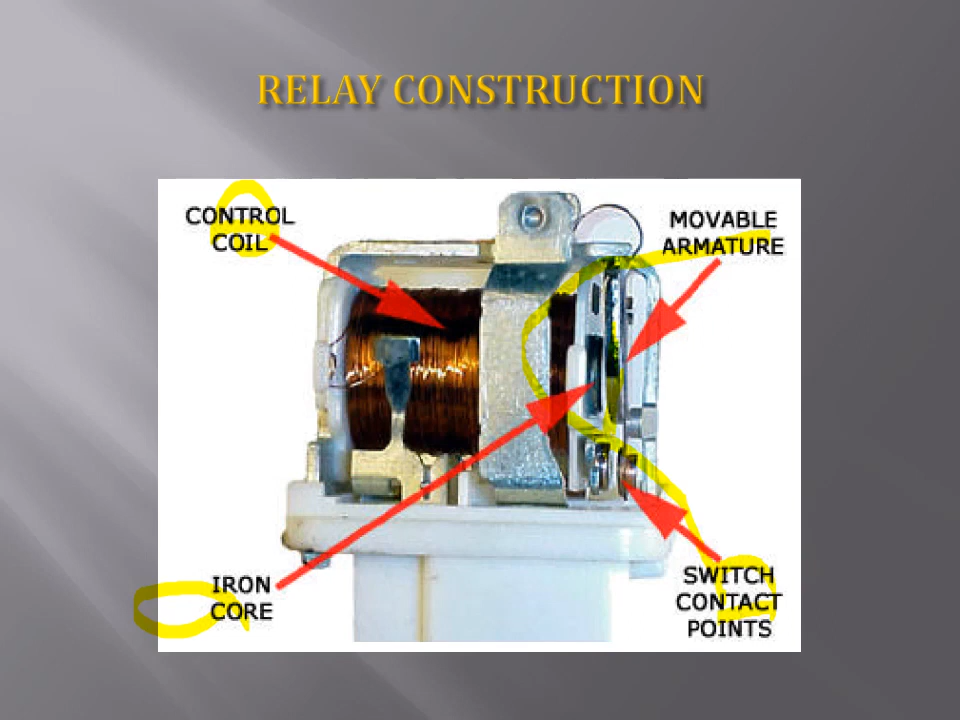 RELAY CONSTRUCTION
CONTROL
COIL
MOVABLE
ARMATURE
IRON
CORE
SWITCH
CONTACT
POINTS